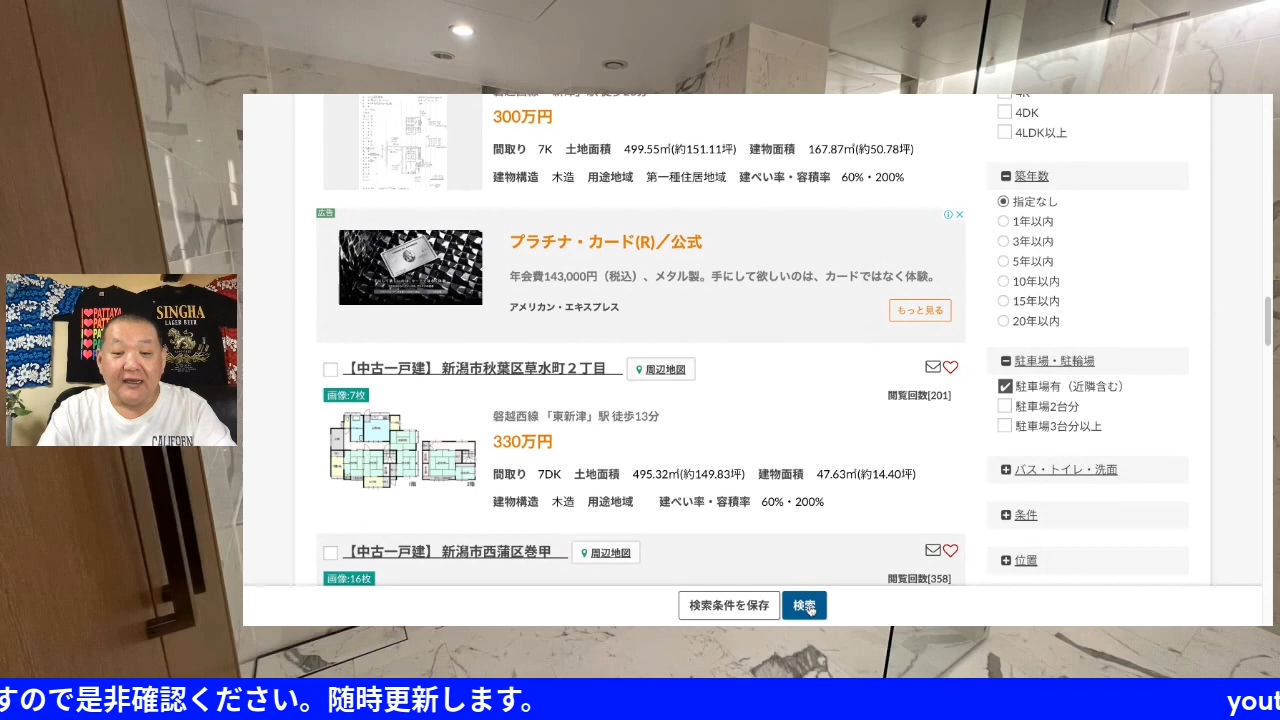 300万円
間取り 7K 土地面積 499.55㎡(約151.11坪) 建物面積 167.87㎡(約50.78坪)
建物構造 木造 用途地域 第一種住居地域 建ぺい率・容積率 60%・200%
広告
プラチナ・カード(R)／公式
年会費143,000円（税込）、メタル製。手にして欲しいのは、カードではなく体験。
アメリカン・エキスプレス
もっと見る
【中古一戸建】 新潟市秋葉区草水町２丁目
周辺地図
画像:7枚
閲覧回数[201]
磐越西線 「東新津」駅 徒歩13分
330万円
間取り 7DK 土地面積 495.32㎡(約149.83坪) 建物面積 47.63㎡(約14.40坪)
建物構造 木造 用途地域 建ぺい率・容積率 60%・200%
【中古一戸建】 新潟市西蒲区巻甲
周辺地図
画像:16枚
閲覧回数[358]
4K
4DK
4LDK以上
築年数
指定なし
1年以内
3年以内
5年以内
10年以内
15年以内
20年以内
駐車場・駐輪場
駐車場有（近隣含む）
駐車場2台分
駐車場3台分以上
バス・トイレ・洗面
条件
位置
検索条件を保存
検索
PATTAYA
SINGHA
LAGER BEER
CALIFORN
すので是非確認ください。随時更新します。
yout